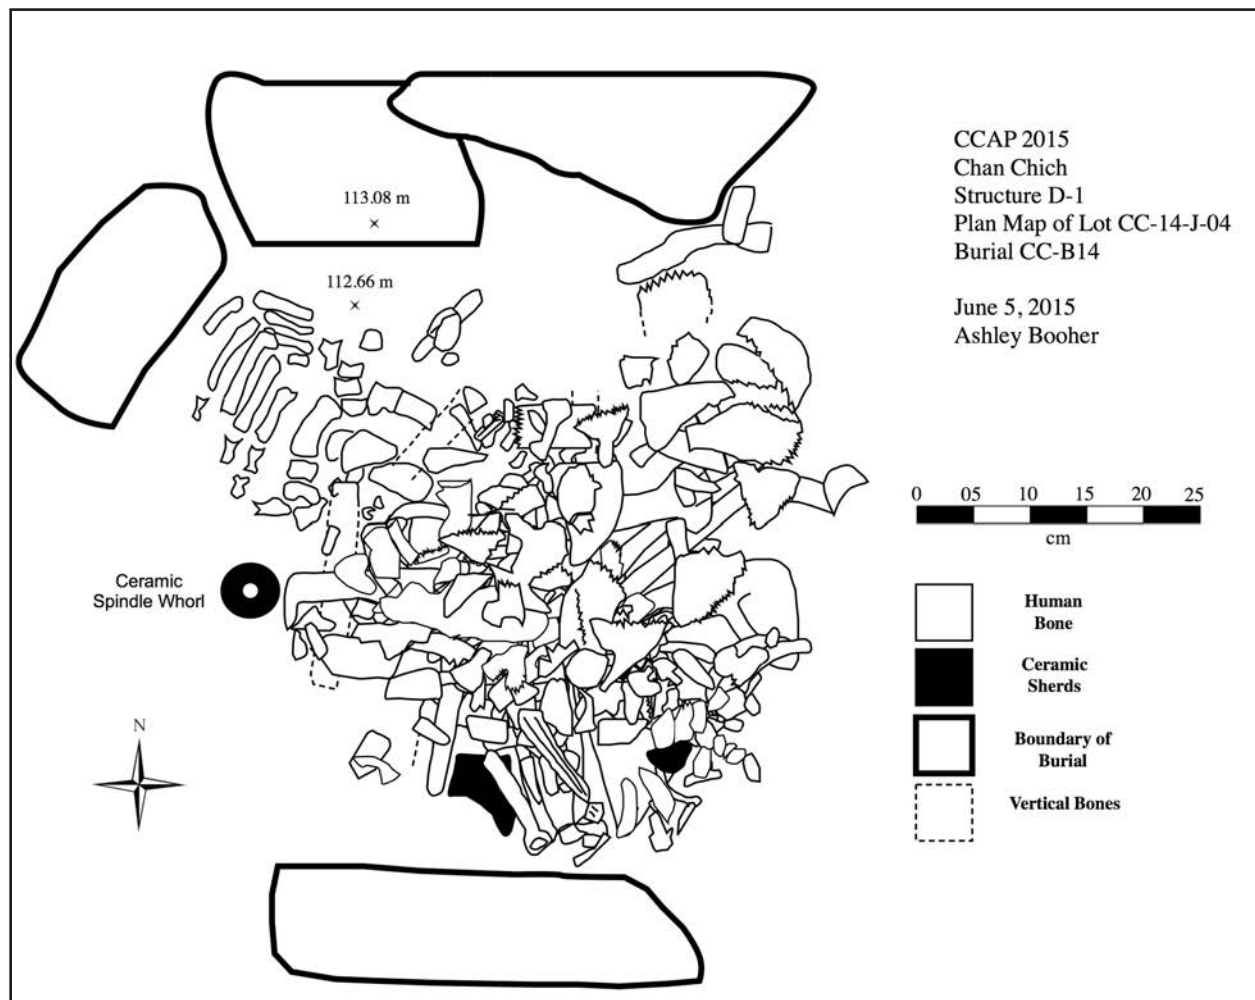 CCAP 2015
Chan Chich
Structure D-1
Plan Map of Lot CC-14-J-04
Burial CC-B14
June 5, 2015
Ashley Booher
113.08 m
112.66 m
0 05 10 15 20 25
cm
Ceramic
Spindle Whorl
Human
Bone
Ceramic
Sherds
Boundary of
Burial
Vertical Bones
N